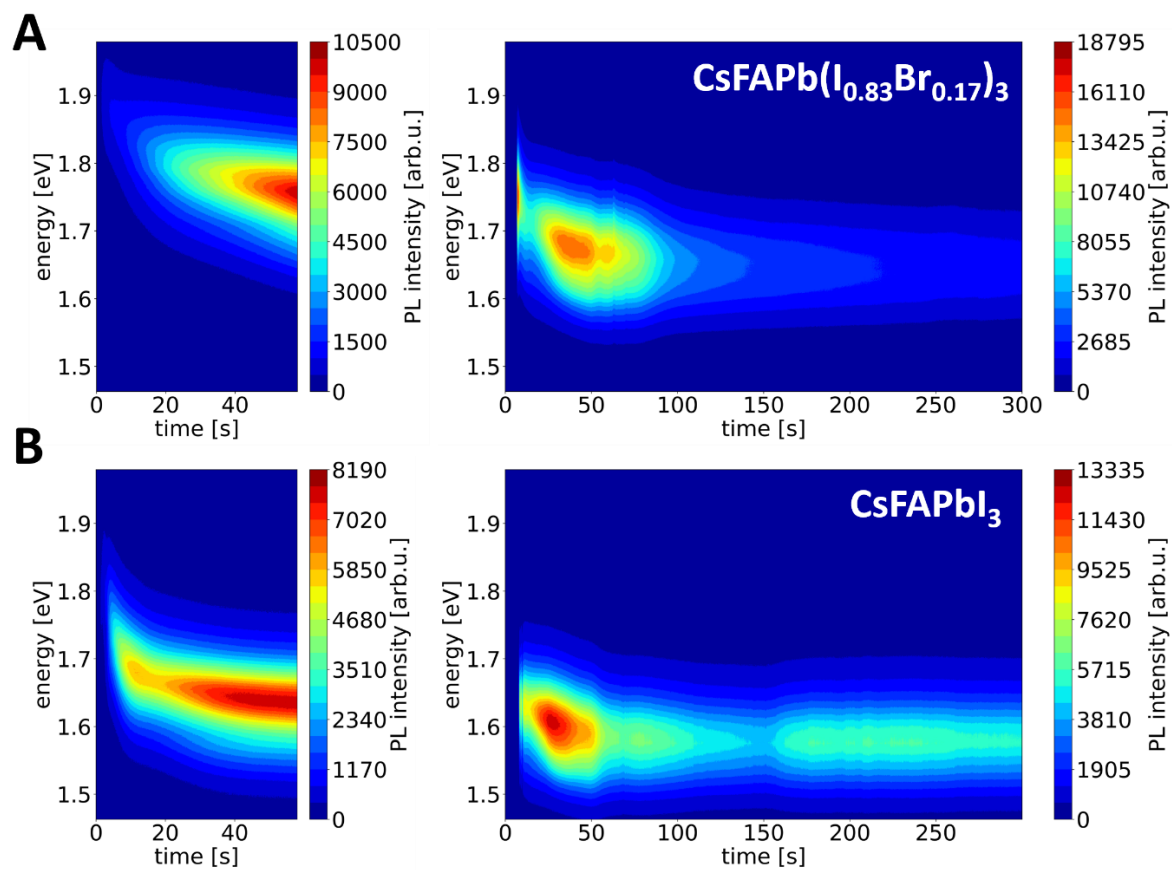 A
1.9
1.8
1.7
1.6
1.5
energy [eV]
0 20 40
time [s]
10500
9000
7500
6000
4500
3000
1500
0
PL intensity [arb.u.]
CsFAPb(I0.83Br0.17)3
1.9
1.8
1.7
1.6
1.5
energy [eV]
0 50 100 150 200 250 300
time [s]
18795
16110
13425
10740
8055
5370
2685
0
PL intensity [arb.u.]
B
1.9
1.8
1.7
1.6
1.5
energy [eV]
0 20 40
time [s]
8190
7020
5850
4680
3510
2340
1170
0
PL intensity [arb.u.]
CsFAPbI3
1.9
1.8
1.7
1.6
1.5
energy [eV]
0 50 100 150 200 250
time [s]
13335
11430
9525
7620
5715
3810
1905
0
PL intensity [arb.u.]